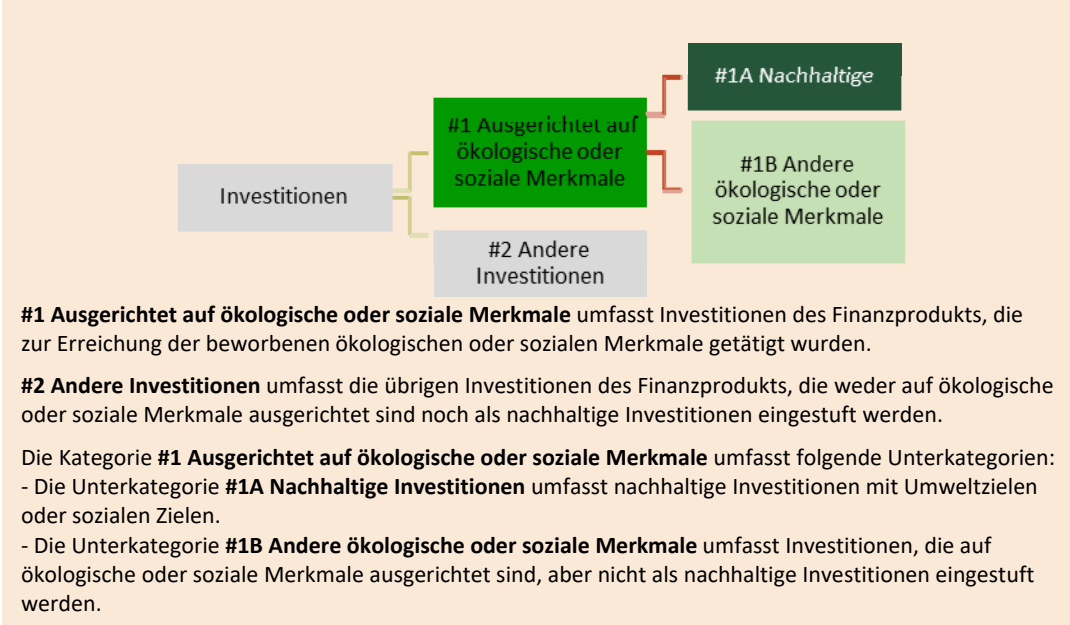 #1A Nachhaltige
#1 Ausgerichtet auf
ökologische oder
soziale Merkmale
#1B Andere
ökologische oder
soziale Merkmale
Investitionen
#2 Andere
Investitionen
#1 Ausgerichtet auf ökologische oder soziale Merkmale umfasst Investitionen des Finanzprodukts, die
zur Erreichung der beworbenen ökologischen oder sozialen Merkmale getätigt wurden.
#2 Andere Investitionen umfasst die übrigen Investitionen des Finanzprodukts, die weder auf ökologische
oder soziale Merkmale ausgerichtet sind noch als nachhaltige Investitionen eingestuft werden.
Die Kategorie #1 Ausgerichtet auf ökologische oder soziale Merkmale umfasst folgende Unterkategorien:
- Die Unterkategorie #1A Nachhaltige Investitionen umfasst nachhaltige Investitionen mit Umweltzielen
oder sozialen Zielen.
- Die Unterkategorie #1B Andere ökologische oder soziale Merkmale umfasst Investitionen, die auf
ökologische oder soziale Merkmale ausgerichtet sind, aber nicht als nachhaltige Investitionen eingestuft
werden.